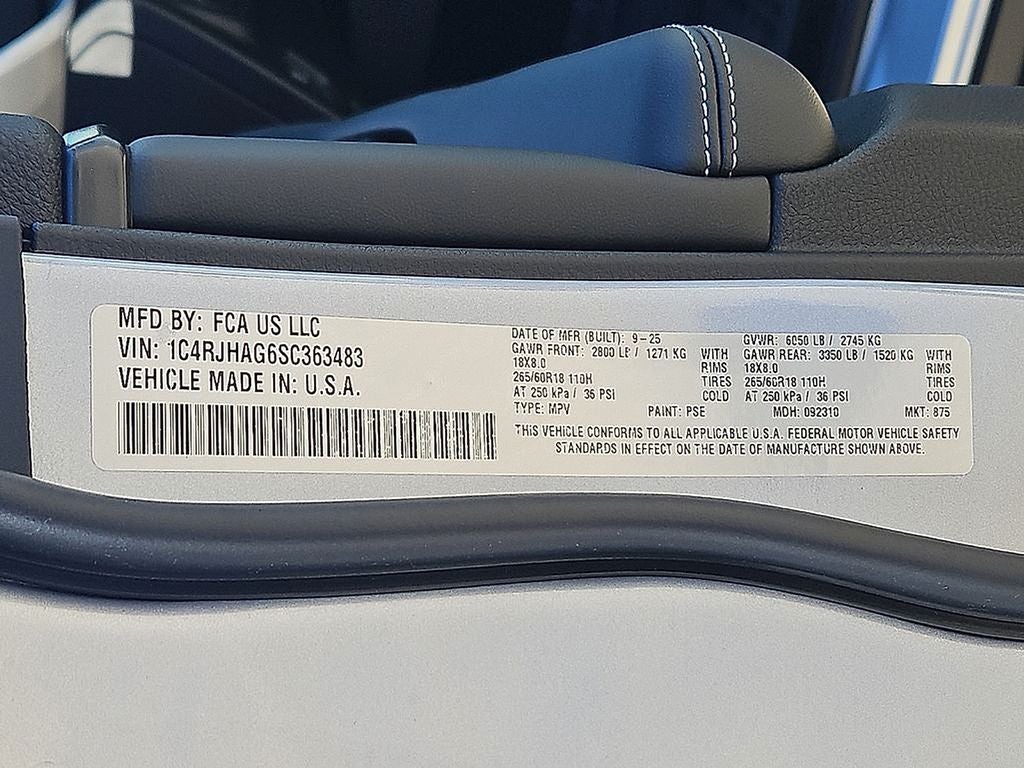 MFD BY: FCA US LLC
VIN: 1C4RJHAG6SC363483
VEHICLE MADE IN: U.S.A.
DATE OF MFR (BUILT): 9-25
GAWR FRONT: 2800 LB / 1271 KG WITH
18X8.0 RIMS
265/60R18 110H TIRES
AT 250 kPa / 36 PSI COLD
TYPE: MPV PAINT: PSE
GVWR: 6050 LB / 2745 KG
GAWR REAR: 3350 LB / 1520 KG WITH
18X8.0 RIMS
265/60R18 110H TIRES
AT 250 kPa / 36 PSI COLD
MDH: 092310 MKT: 875
THIS VEHICLE CONFORMS TO ALL APPLICABLE U.S.A. FEDERAL MOTOR VEHICLE SAFETY
STANDARDS IN EFFECT ON THE DATE OF MANUFACTURE SHOWN ABOVE.